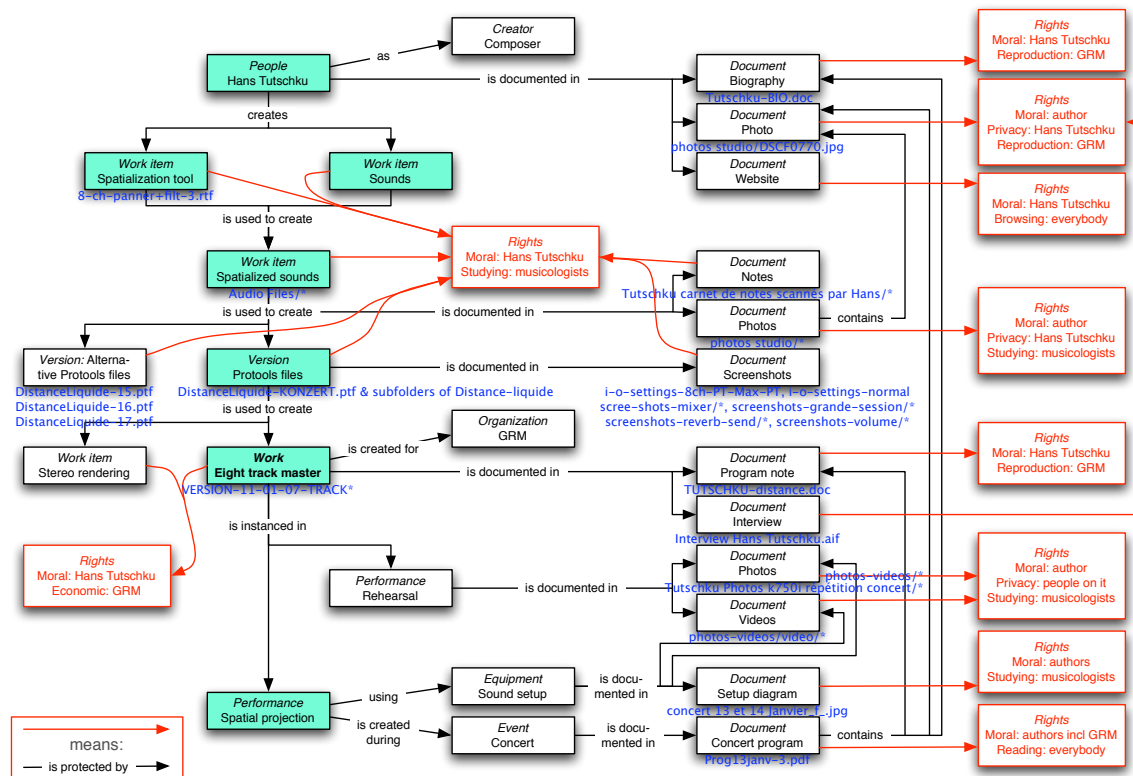 Creator
Composer
as
People
Hans Tutschku
is documented in
Document
Biography
Tutschku-BIO.doc
Rights
Moral: Hans Tutschku
Reproduction: GRM
creates
Document
Photo
photos studio/DSCF0770.jpg
Rights
Moral: author
Privacy: Hans Tutschku
Reproduction: GRM
Work item
Spatialization tool
8-ch-panner+filt-3.rtf
Work item
Sounds
Document
Website
Rights
Moral: Hans Tutschku
Browsing: everybody
is used to create
Work item
Spatialized sounds
Audio Files/*
Rights
Moral: Hans Tutschku
Studying: musicologists
Document
Notes
Tutschku carnet de notes scannés par Hans/*
is used to create
is documented in
Document
Photos
photos studio/*
contains
Rights
Moral: author
Privacy: Hans Tutschku
Studying: musicologists
Version: Alterna-
tive Protools files
DistanceLiquide-15.ptf
DistanceLiquide-16.ptf
DistanceLiquide-17.ptf
Version
Protools files
DistanceLiquide-KONZERT.ptf & subfolders of Distance-liquide
is documented in
Document
Screenshots
i-o-settings-8ch-PT-Max-PT, i-o-settings-normal
scree-shots-mixer/*, screenshots-grande-session/*
screenshots-reverb-send/*, screenshots-volume/*
is used to create
Organization
GRM
is created for
Work item
Stereo rendering
Work
Eight track master
VERSION-11-01-07-TRACK*
is documented in
Document
Program note
TUTSCHKU-distance.doc
Rights
Moral: Hans Tutschku
Reproduction: GRM
Document
Interview
Interview Hans Tutschku.aif
is instanced in
Rights
Moral: Hans Tutschku
Economic: GRM
Performance
Rehearsal
is documented in
Document
Photos
photos-videos/*
Tutschku Photos k750i répétition concert/*
Document
Videos
photos-videos/video/*
Rights
Moral: author
Privacy: people on it
Studying: musicologists
Performance
Spatial projection
using
Equipment
Sound setup
is docu-
mented in
Document
Setup diagram
concert 13 et 14 Janvier_f_.jpg
Rights
Moral: authors
Studying: musicologists
is created
during
Event
Concert
is docu-
mented in
Document
Concert program
Prog13Janv-3.pdf
contains
Rights
Moral: authors incl GRM
Reading: everybody
means:
is protected by